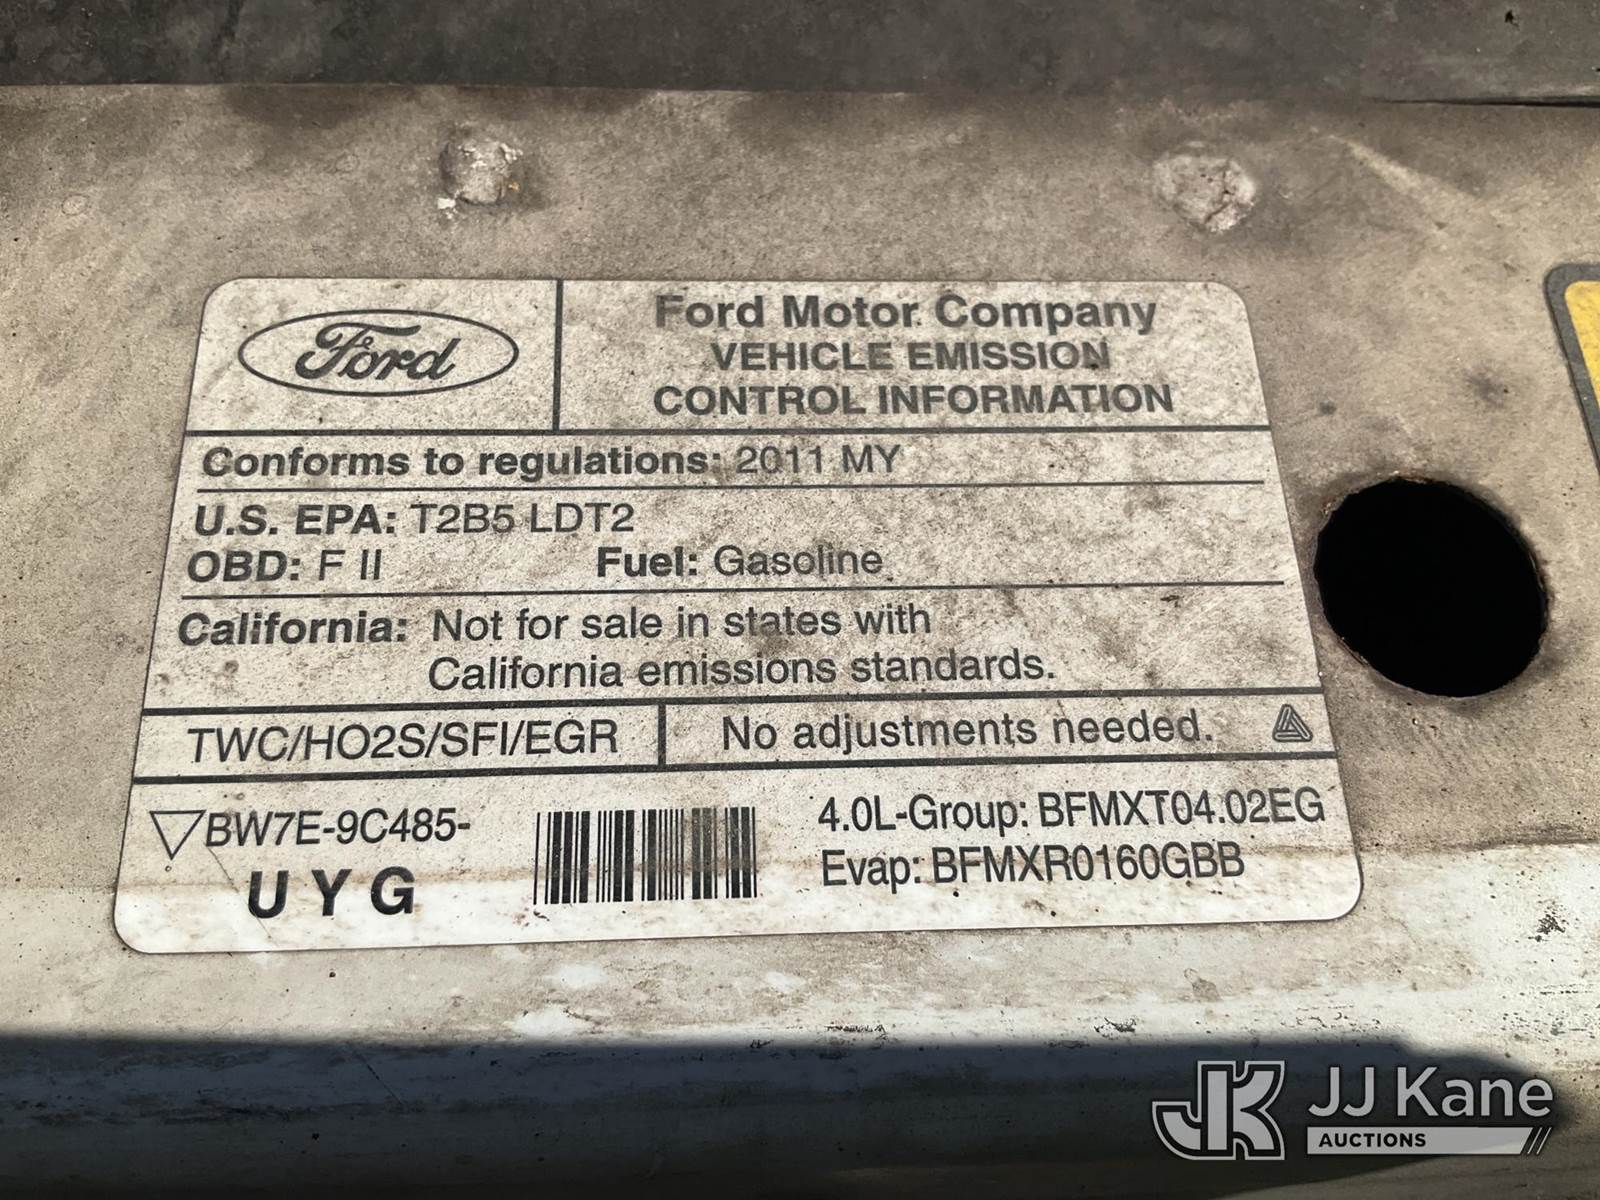 Ford
Ford Motor Company
VEHICLE EMISSION
CONTROL INFORMATION
Conforms to regulations: 2011 MY
U.S. EPA: T2B5 LDT2
OBD: F II Fuel: Gasoline
California: Not for sale in states with
California emissions standards.
TWC/HO2S/SFI/EGR No adjustments needed.
BW7E-9C485-
UYG
4.0L-Group: BFMXT04.02EG
Evap: BFMXR0160GBB
JK JJ Kane
AUCTIONS